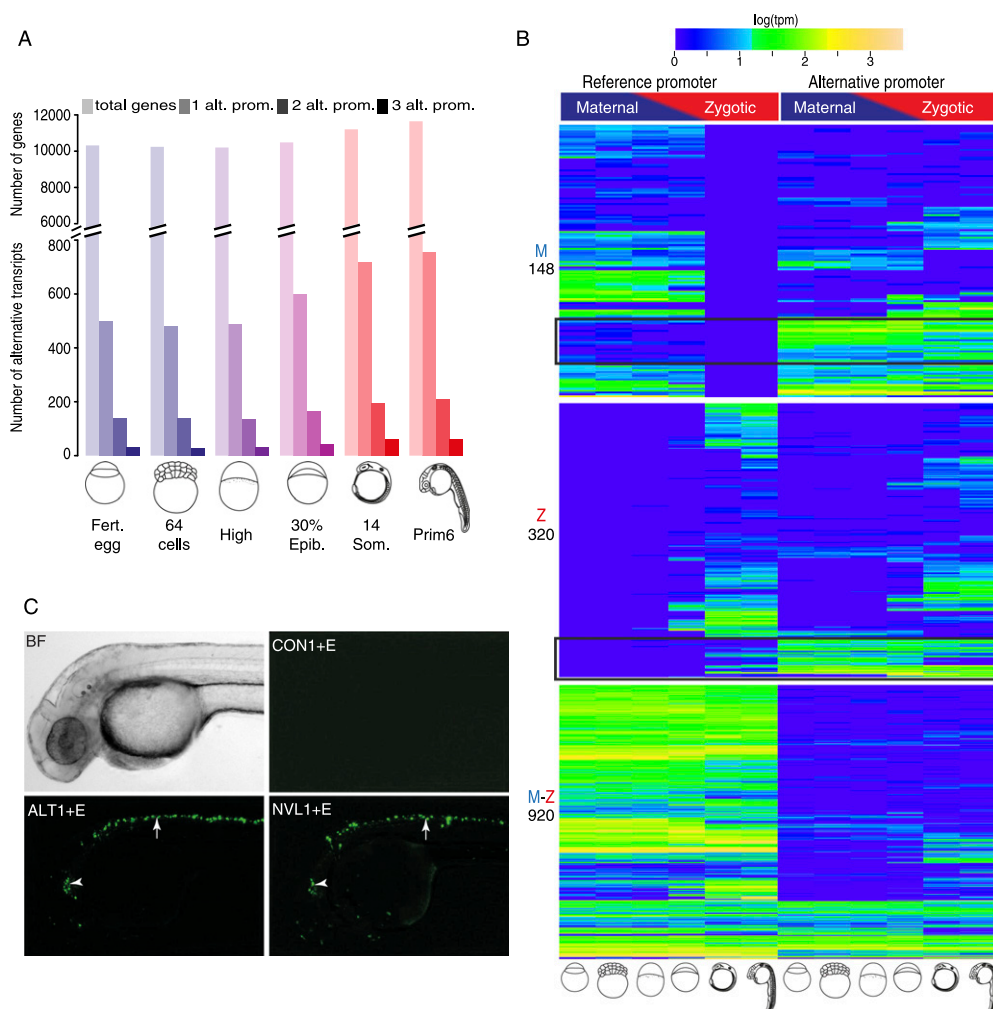 A
total genes 1 alt. prom. 2 alt. prom. 3 alt. prom.
Number of genes
12000
10000
8000
6000
Number of alternative transcripts
800
600
400
200
0
Fert. egg
64 cells
High
30% Epib.
14 Som.
Prim6
B
log(tpm)
0 1 2 3
Reference promoter Alternative promoter
Maternal Zygotic Maternal Zygotic
M
148
Z
320
M-Z
920
C
BF
CON1+E
ALT1+E
NVL1+E